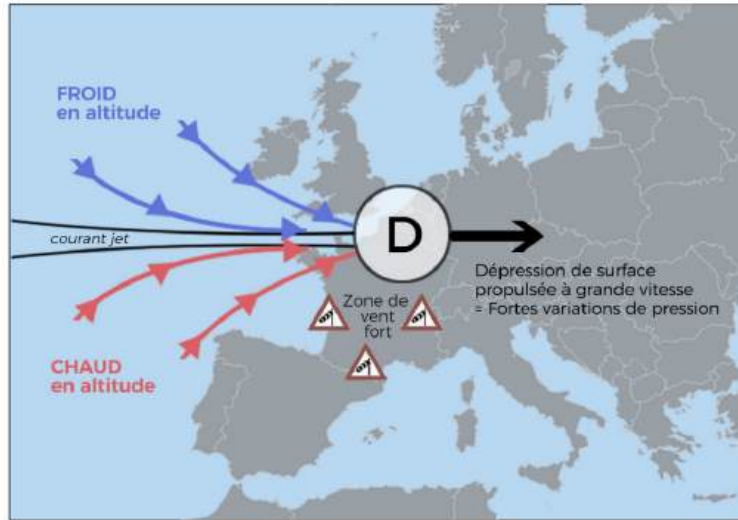 FROID
en altitude
courant jet
D
Dépression de surface
propulsée à grande vitesse
= Fortes variations de pression
Zone de
vent
fort
CHAUD
en altitude